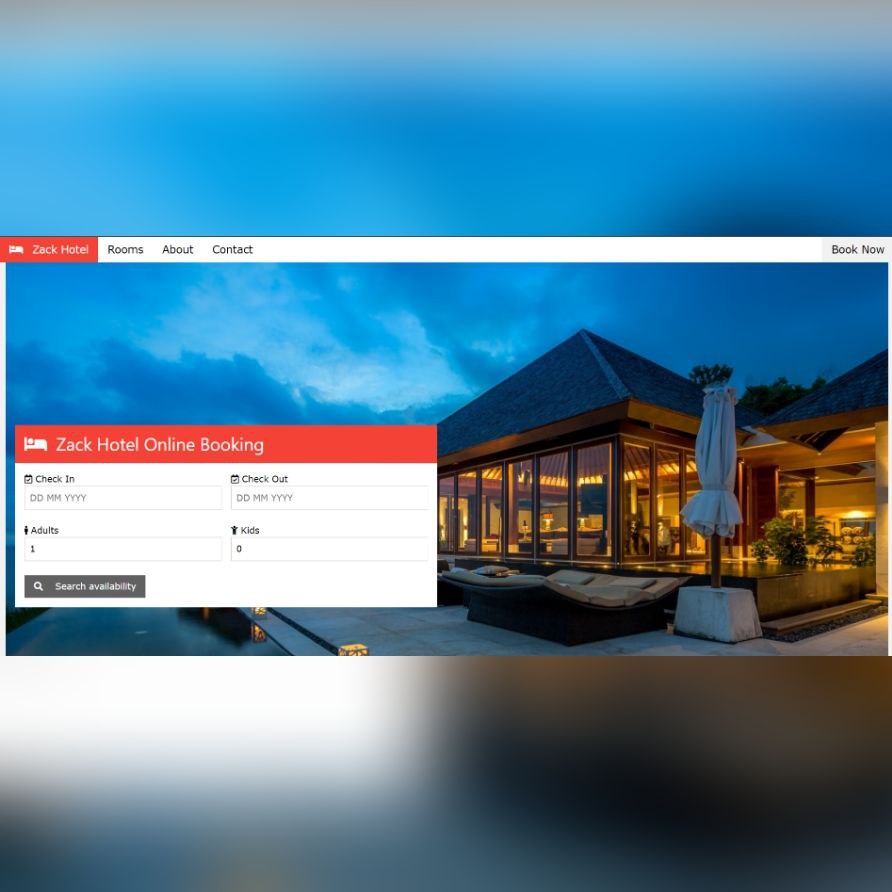 Zack Hotel Rooms About Contact Book Now
Zack Hotel Online Booking
Check In Check Out
DD MM YYYY DD MM YYYY
Adults Kids
1 0
Search availability